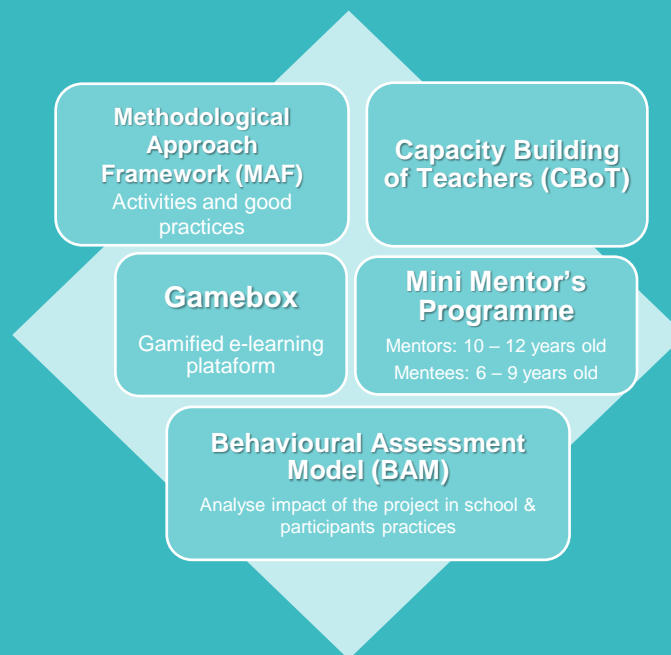 Methodological
Approach
Framework (MAF)
Activities and good
practices
Capacity Building
of Teachers (CBoT)
Gamebox
Gamified e-learning
plataform
Mini Mentor's
Programme
Mentors: 10 – 12 years old
Mentees: 6 – 9 years old
Behavioural Assessment
Model (BAM)
Analyse impact of the project in school &
participants practices